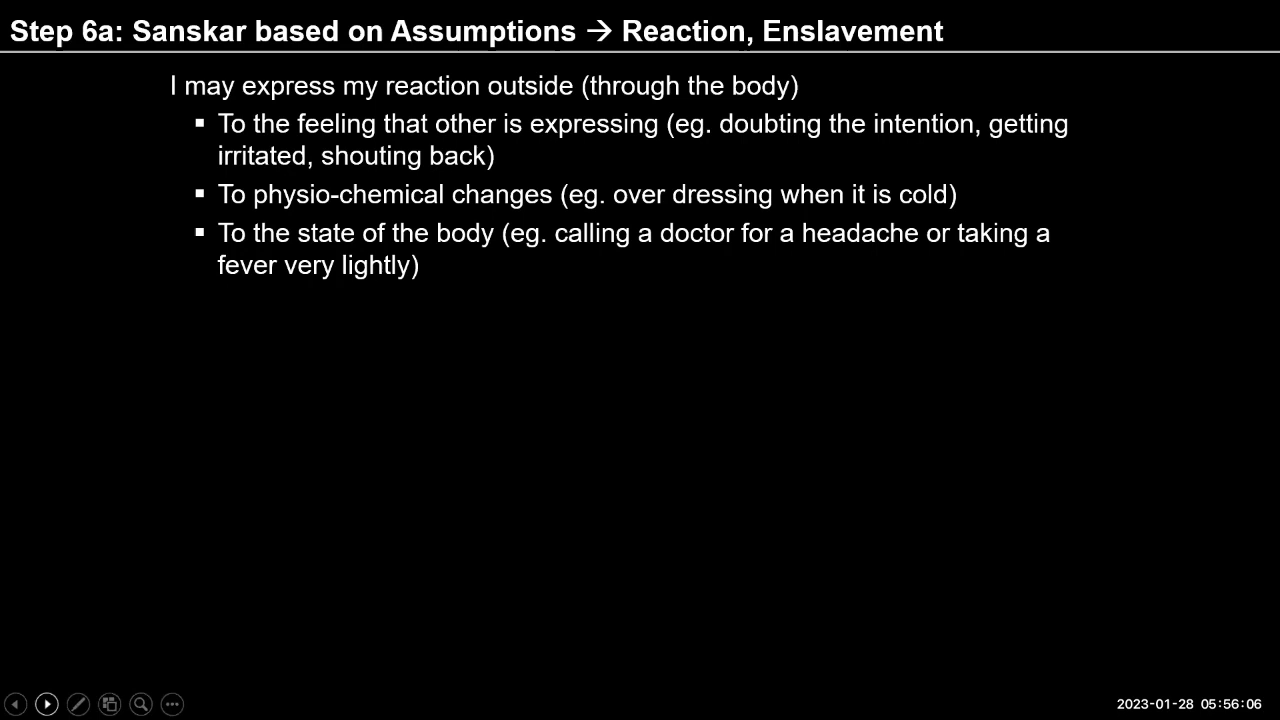 Step 6a: Sanskar based on Assumptions → Reaction, Enslavement
I may express my reaction outside (through the body)
▪ To the feeling that other is expressing (eg. doubting the intention, getting
irritated, shouting back)
▪ To physio-chemical changes (eg. over dressing when it is cold)
▪ To the state of the body (eg. calling a doctor for a headache or taking a
fever very lightly)
2023-01-28 05:56:06